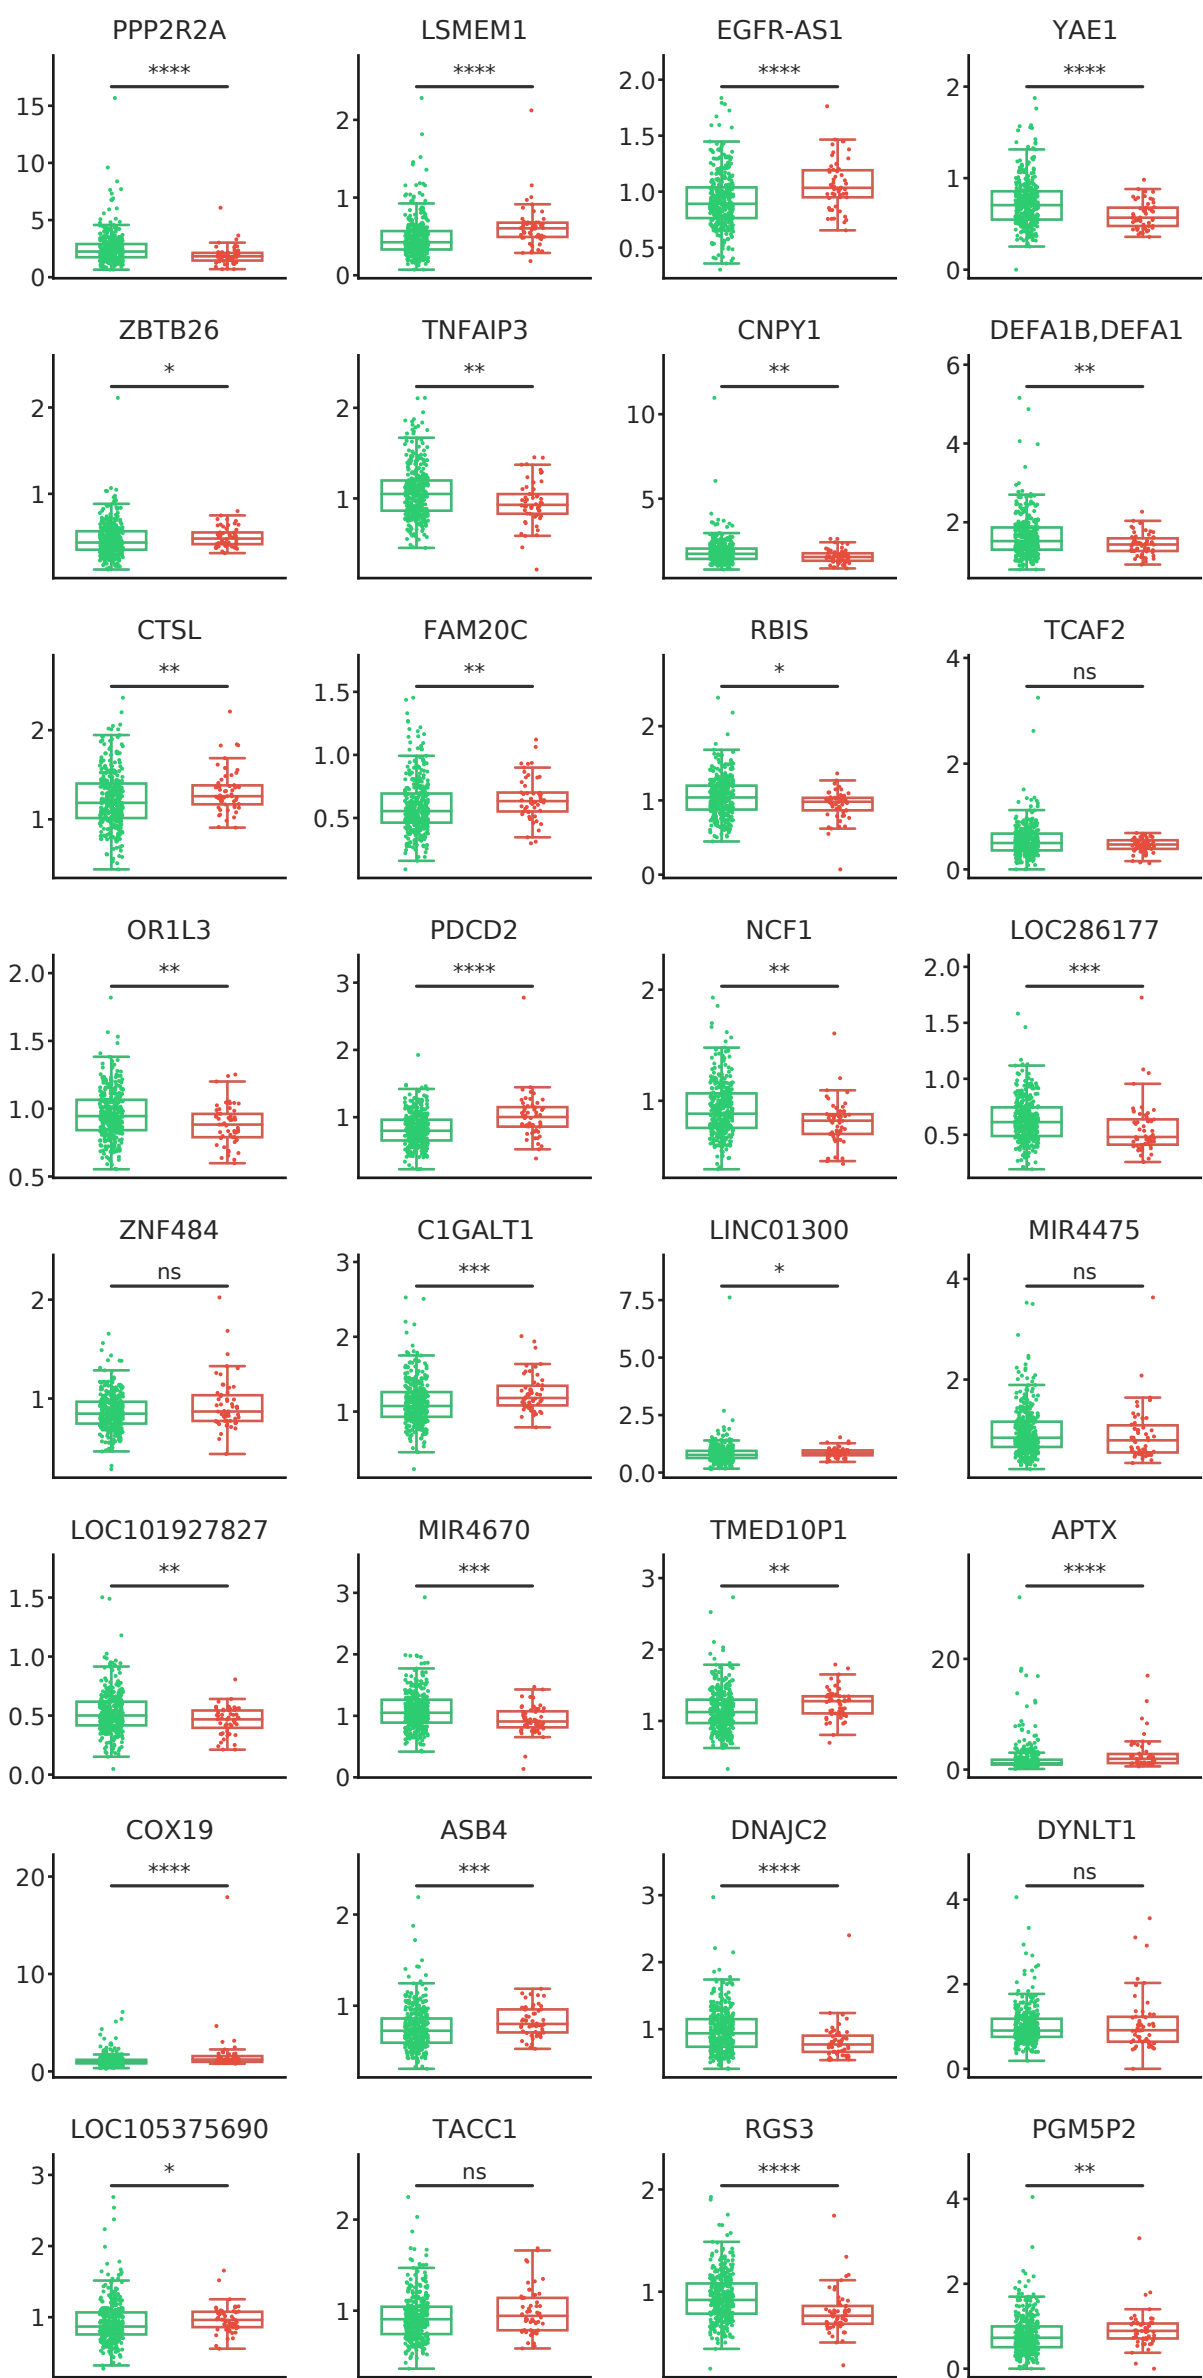 PPP2R2A LSMEM1 EGFR-AS1 YAE1
**** **** **** ****
15 10 5 0
2 1 0
2.0 1.5 1.0 0.5
2 1 0
ZBTB26 TNFAIP3 CNPY1 DEFA1B,DEFA1
* ** ** **
2 1
2 1
10 5
6 4 2
CTSL FAM20C RBIS TCAF2
** ** * ns
2 1
1.5 1.0 0.5
2 1 0
4 2 0
OR1L3 PDCD2 NCF1 LOC286177
** **** ** ***
2.0 1.5 1.0 0.5
3 2 1
2 1
2.0 1.5 1.0 0.5
ZNF484 C1GALT1 LINC01300 MIR4475
ns *** * ns
2 1
3 2 1
7.5 5.0 2.5 0.0
4 2
LOC101927827 MIR4670 TMED10P1 APTX
** *** ** ****
1.5 1.0 0.5 0.0
3 2 1 0
3 2 1
20 0
COX19 ASB4 DNAJC2 DYNLT1
**** *** **** ns
20 10 0
2 1
3 2 1
4 2 0
LOC105375690 TACC1 RGS3 PGM5P2
* ns **** **
3 2 1
2 1
2 1
4 2 0